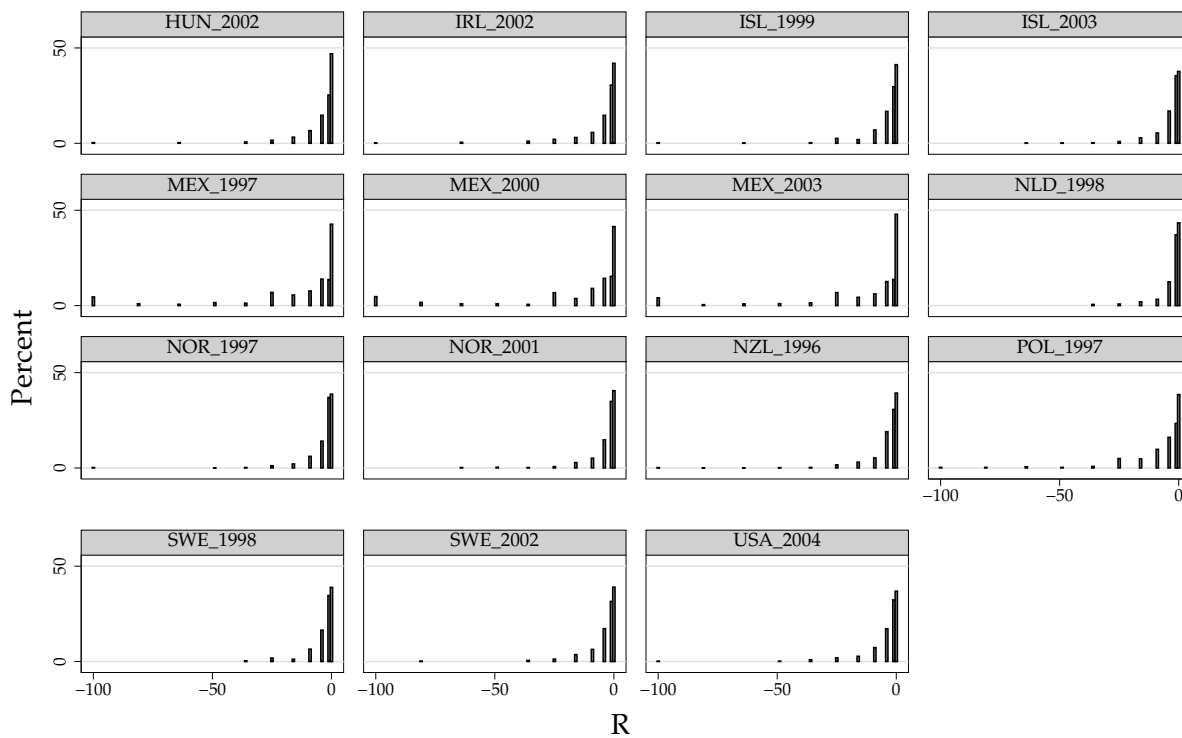 HUN_2002 IRL_2002 ISL_1999 ISL_2003
50
0
MEX_1997 MEX_2000 MEX_2003 NLD_1998
50
0
NOR_1997 NOR_2001 NZL_1996 POL_1997
50
0
−100 −50 0
SWE_1998 SWE_2002 USA_2004
50
0
−100 −50 0 −100 −50 0 −100 −50 0
Percent
R